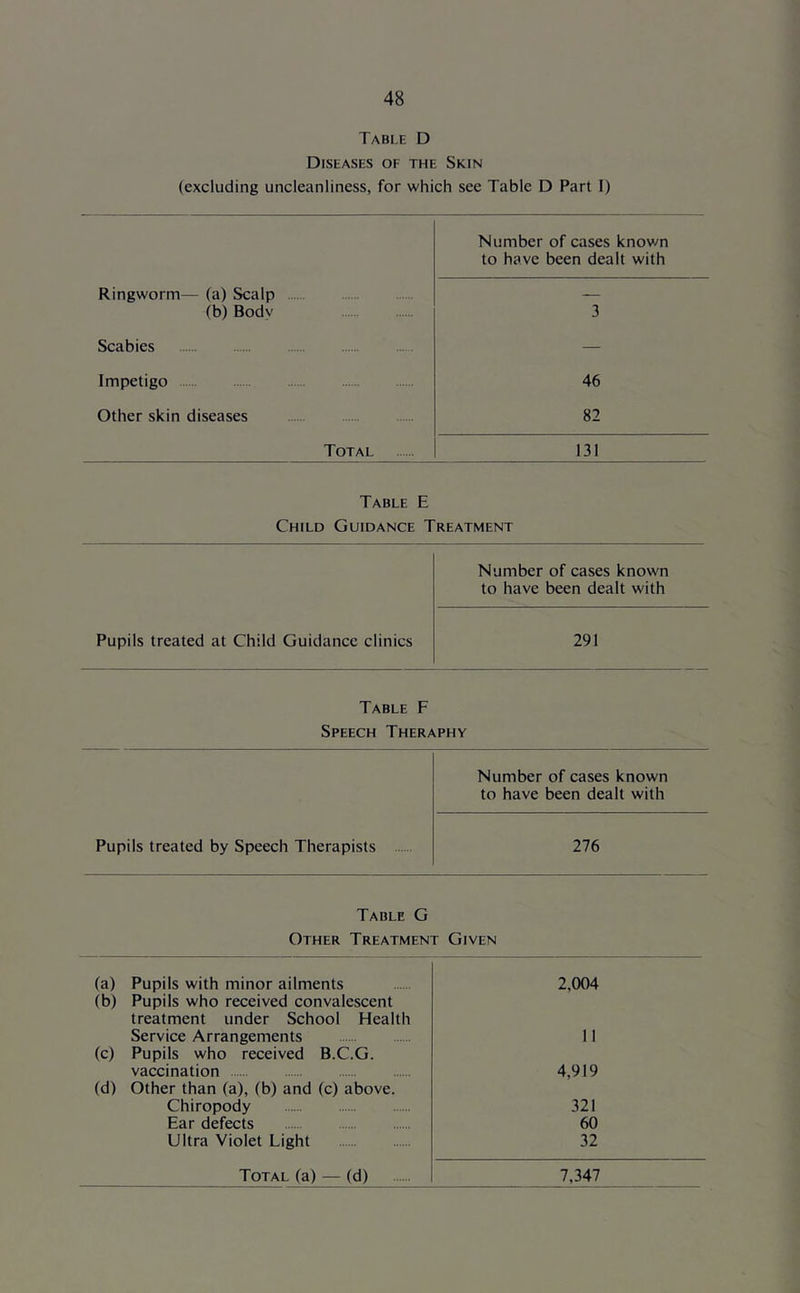 48
TABLE D
DISEASES OF THE SKIN
(excluding uncleanliness, for which see Table D Part I)
Number of cases known
to have been dealt with
Ringworm— (a) Scalp ...... ...... ...... —
(b) Body ...... ...... 3
Scabies ...... ...... ...... ...... ...... —
Impetigo ...... ...... ...... ...... ...... 46
Other skin diseases ...... ...... ...... 82
TOTAL ...... 131
TABLE E
CHILD GUIDANCE TREATMENT
Number of cases known
to have been dealt with
Pupils treated at Child Guidance clinics 291
TABLE F
SPEECH THERAPHY
Number of cases known
to have been dealt with
Pupils treated by Speech Therapists ...... 276
TABLE G
OTHER TREATMENT GIVEN
(a) Pupils with minor ailments ...... 2,004
(b) Pupils who received convalescent
treatment under School Health
Service Arrangements ...... ...... 11
(c) Pupils who received B.C.G.
vaccination ...... ...... ...... ...... 4,919
(d) Other than (a), (b) and (c) above.
Chiropody ...... ...... ...... 321
Ear defects ...... ...... ...... 60
Ultra Violet Light ...... ...... 32
TOTAL (a) — (d) ...... 7,347